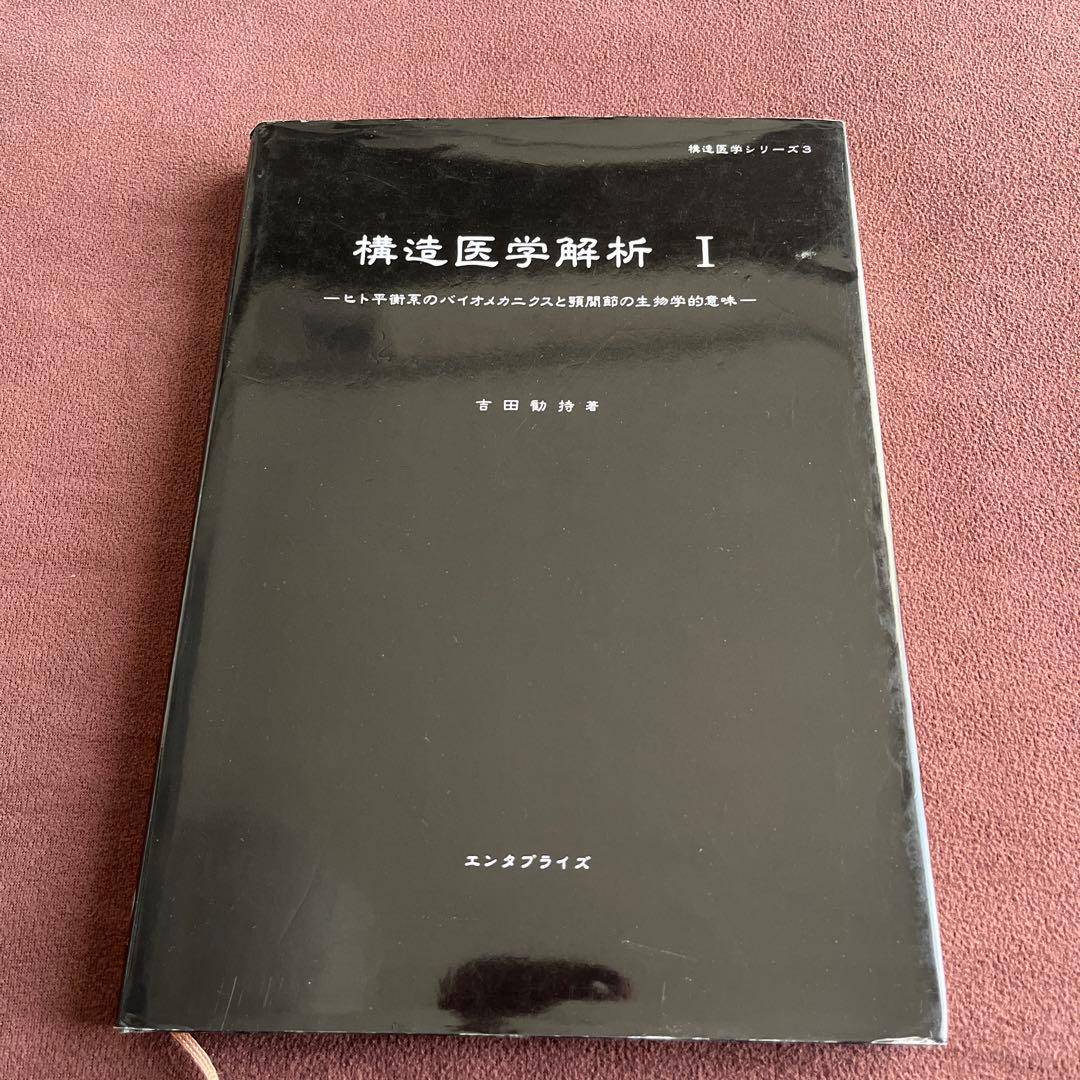 構造医学シリーズ3
構造医学解析 I
―ヒト平衡系のバイオメカニクスと顎関節の生物学的意味―
吉田勧持著
エンタプライズ